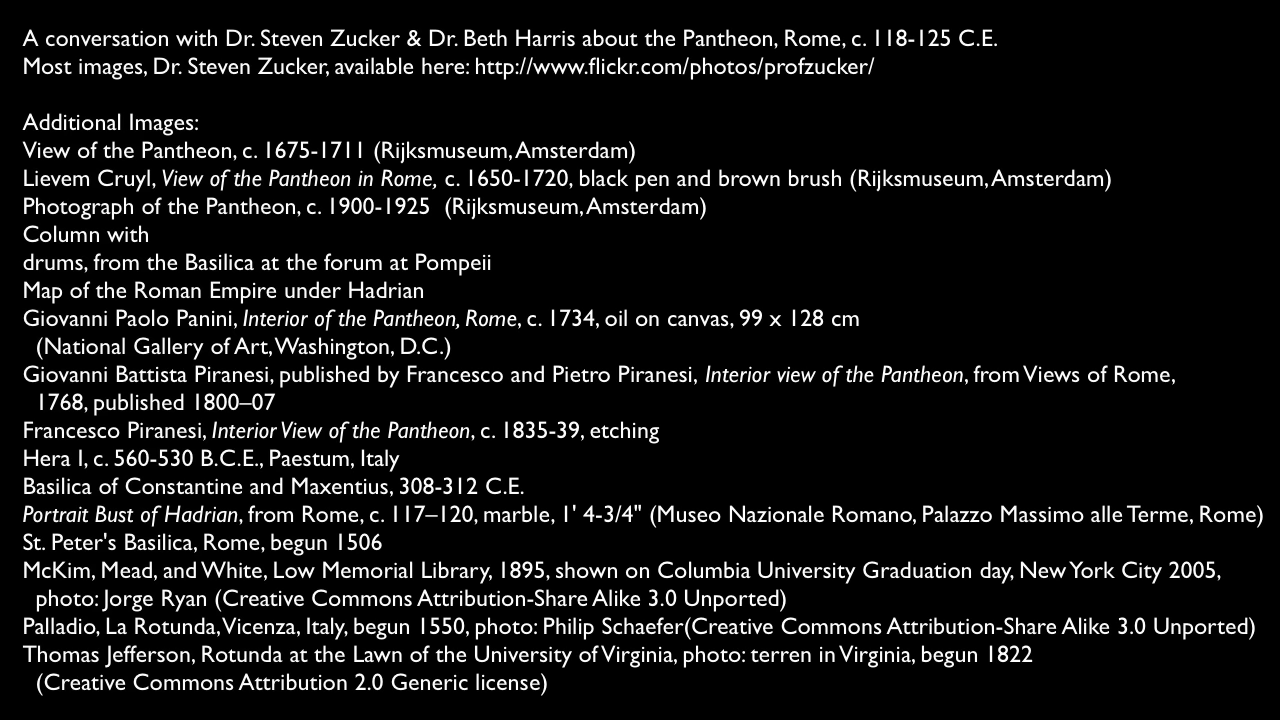 A conversation with Dr. Steven Zucker & Dr. Beth Harris about the Pantheon, Rome, c. 118-125 C.E.
Most images, Dr. Steven Zucker, available here: http://www.flickr.com/photos/profzucker/
Additional Images:
View of the Pantheon, c. 1675-1711 (Rijksmuseum, Amsterdam)
Lievem Cruyl, View of the Pantheon in Rome, c. 1650-1720, black pen and brown brush (Rijksmuseum, Amsterdam)
Photograph of the Pantheon, c. 1900-1925 (Rijksmuseum, Amsterdam)
Column with
drums, from the Basilica at the forum at Pompeii
Map of the Roman Empire under Hadrian
Giovanni Paolo Panini, Interior of the Pantheon, Rome, c. 1734, oil on canvas, 99 x 128 cm
(National Gallery of Art, Washington, D.C.)
Giovanni Battista Piranesi, published by Francesco and Pietro Piranesi, Interior view of the Pantheon, from Views of Rome,
1768, published 1800–07
Francesco Piranesi, Interior View of the Pantheon, c. 1835-39, etching
Hera I, c. 560-530 B.C.E., Paestum, Italy
Basilica of Constantine and Maxentius, 308-312 C.E.
Portrait Bust of Hadrian, from Rome, c. 117–120, marble, 1' 4-3/4" (Museo Nazionale Romano, Palazzo Massimo alle Terme, Rome)
St. Peter's Basilica, Rome, begun 1506
McKim, Mead, and White, Low Memorial Library, 1895, shown on Columbia University Graduation day, New York City 2005,
photo: Jorge Ryan (Creative Commons Attribution-Share Alike 3.0 Unported)
Palladio, La Rotunda, Vicenza, Italy, begun 1550, photo: Philip Schaefer(Creative Commons Attribution-Share Alike 3.0 Unported)
Thomas Jefferson, Rotunda at the Lawn of the University of Virginia, photo: terren in Virginia, begun 1822
(Creative Commons Attribution 2.0 Generic license)